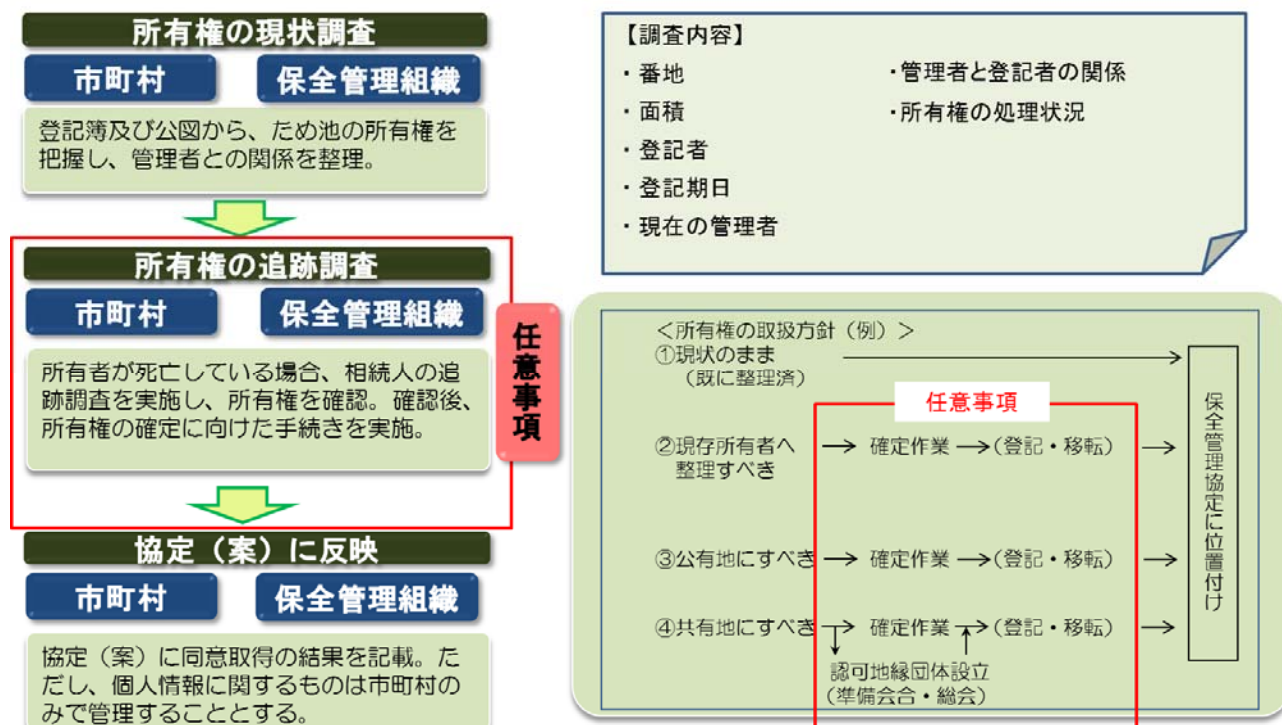 所有権の現状調査
市町村
保全管理組織
登記簿及び公図から、ため池の所有権を
把握し、管理者との関係を整理。
所有権の追跡調査
市町村
保全管理組織
所有者が死亡している場合、相続人の追
跡調査を実施し、所有権を確認。確認後、
所有権の確定に向けた手続きを実施。
任意事項
協定（案）に反映
市町村
保全管理組織
協定（案）に同意取得の結果を記載。た
だし、個人情報に関するものは市町村の
みで管理することとする。
【調査内容】
・番地
・面積
・登記者
・登記期日
・現在の管理者
・管理者と登記者の関係
・所有権の処理状況
＜所有権の取扱方針（例）＞
①現状のまま
（既に整理済）
任意事項
②現存所有者へ
整理すべき
→ 確定作業 →（登記・移転） →
③公有地にすべき → 確定作業 →（登記・移転） →
④共有地にすべき → 確定作業 →（登記・移転） →
認可地縁団体設立
（準備会合・総会）
保全管理協定に位置付け